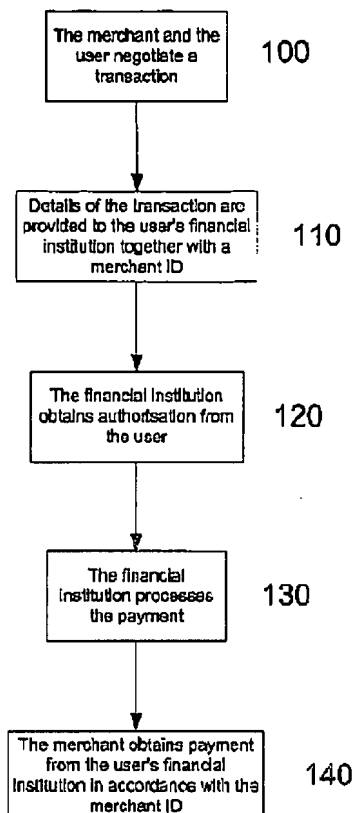 The merchant and the
user negotiate a
transaction
100
Details of the transaction are
provided to the user's financial
institution together with a
merchant ID
110
The financial institution
obtains authorisation from
the user
120
The financial
institution processes
the payment
130
The merchant obtains payment
from the user's financial
institution in accordance with the
merchant ID
140